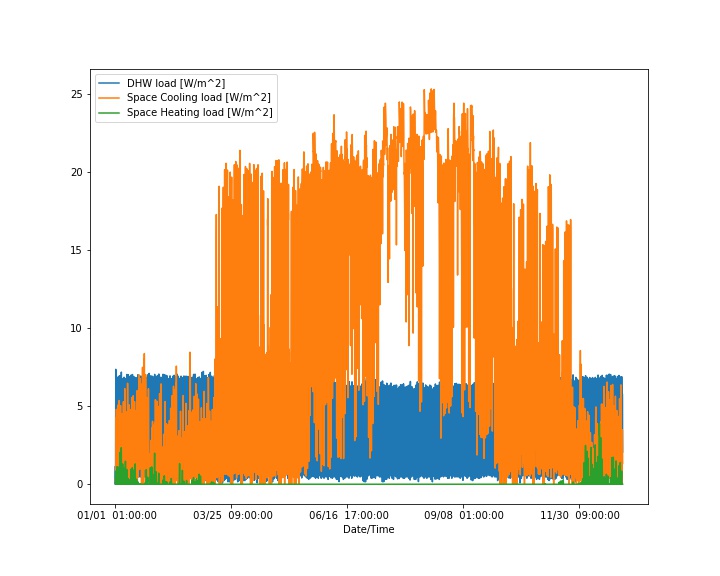 DHW load [W/m^2]
Space Cooling load [W/m^2]
Space Heating load [W/m^2]
25
20
15
10
5
0
01/01 01:00:00 03/25 09:00:00 06/16 17:00:00 09/08 01:00:00 11/30 09:00:00
Date/Time